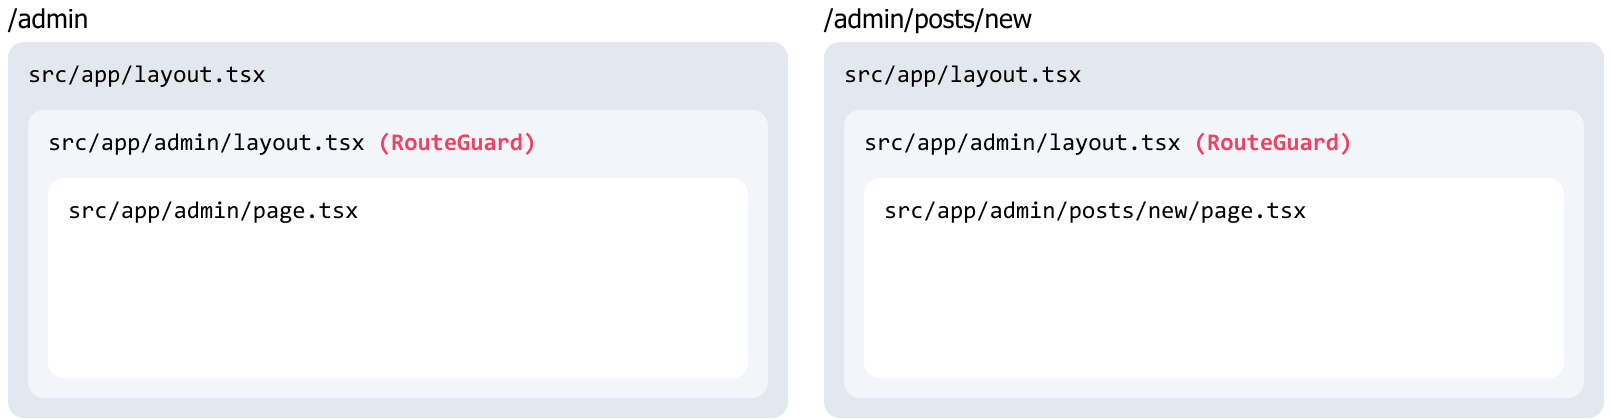 /admin
src/app/layout.tsx
src/app/admin/layout.tsx (RouteGuard)
src/app/admin/page.tsx
/admin/posts/new
src/app/layout.tsx
src/app/admin/layout.tsx (RouteGuard)
src/app/admin/posts/new/page.tsx